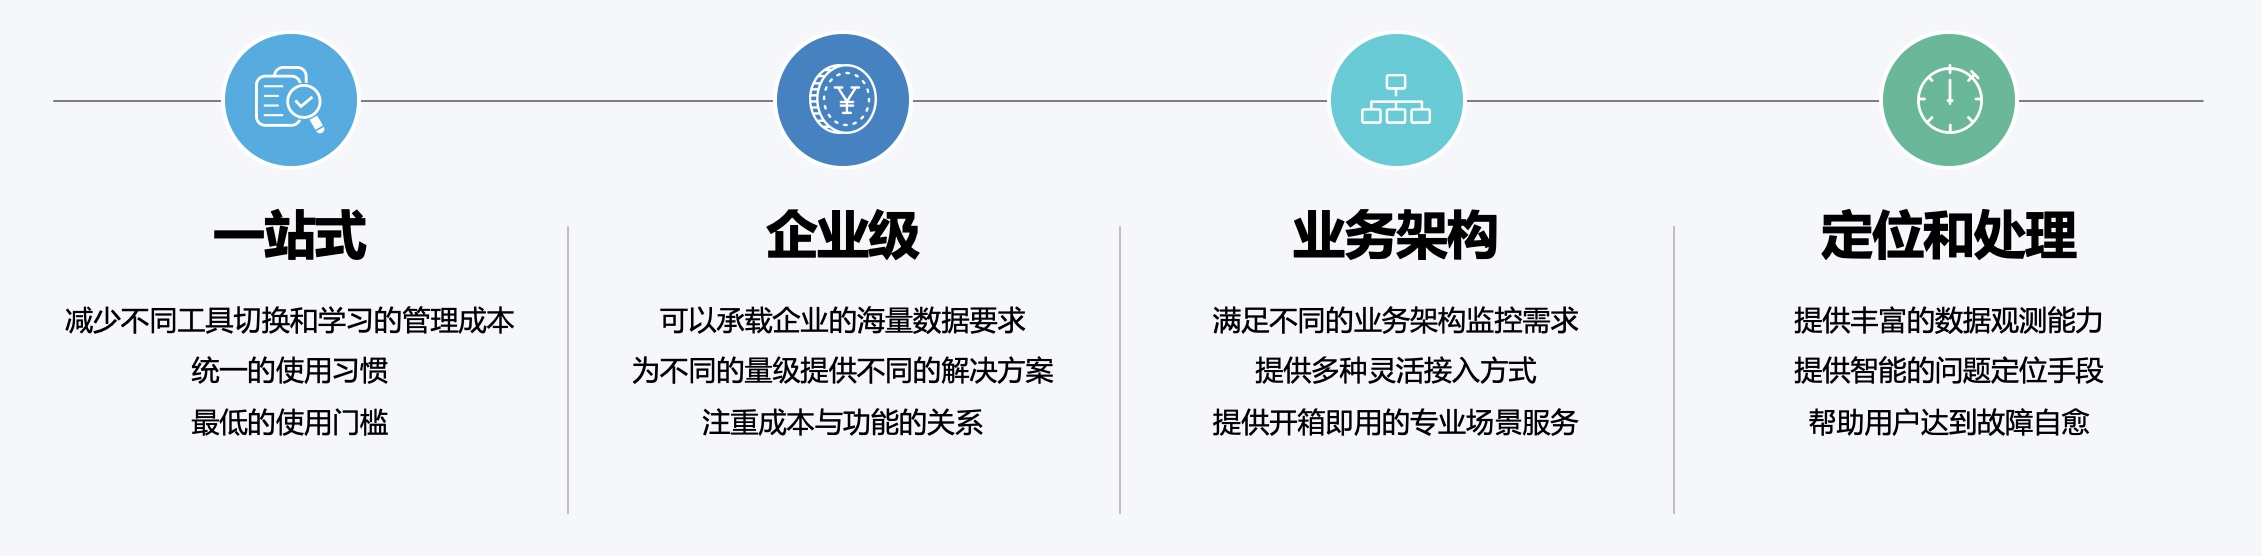 一站式
减少不同工具切换和学习的管理成本
统一的使用习惯
最低的使用门槛
企业级
可以承载企业的海量数据要求
为不同的量级提供不同的解决方案
注重成本与功能的关系
业务架构
满足不同的业务架构监控需求
提供多种灵活接入方式
提供开箱即用的专业场景服务
定位和处理
提供丰富的数据观测能力
提供智能的问题定位手段
帮助用户达到故障自愈